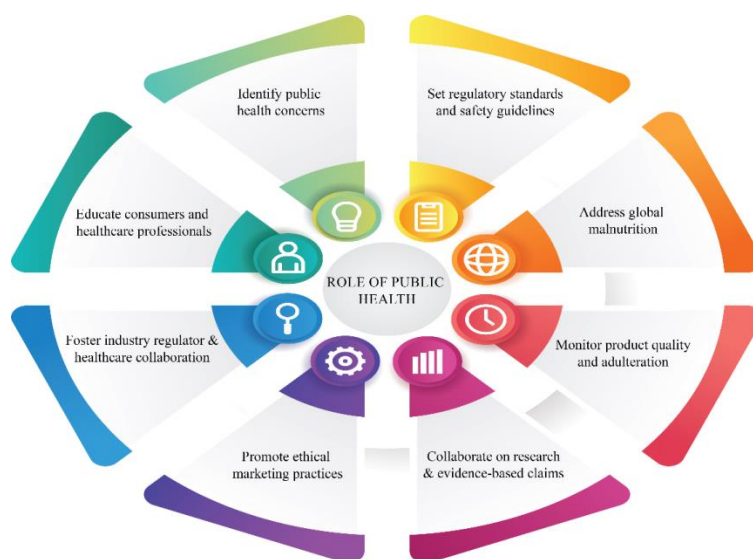 Identify public
health concerns
Set regulatory standards
and safety guidelines
Educate consumers and
healthcare professionals
Address global
malnutrition
ROLE OF PUBLIC
HEALTH
Foster industry regulator &
healthcare collaboration
Monitor product quality
and adulteration
Promote ethical
marketing practices
Collaborate on research
& evidence-based claims